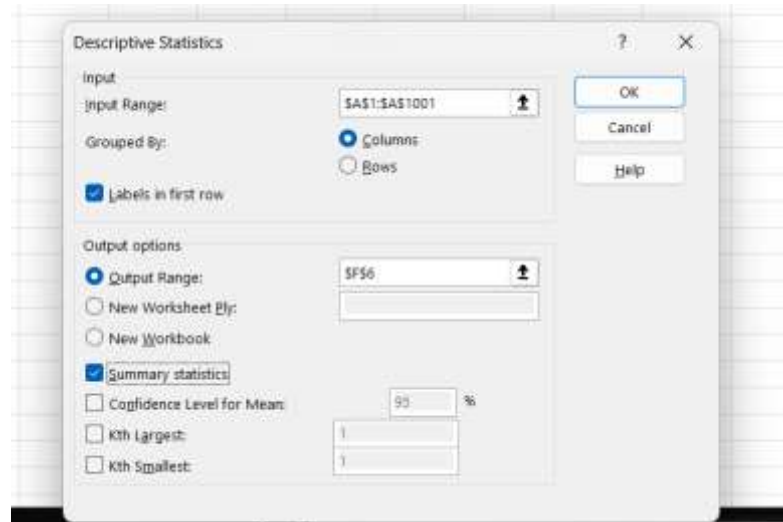 Descriptive Statistics ? ✕
Input
Input Range: $A$1:$A$1001
Grouped By: Columns
Rows
Labels in first row
OK
Cancel
Help
Output options
Output Range: $F$6
New Worksheet Ply:
New Workbook
Summary statistics
Confidence Level for Mean: 95 %
Kth Largest: 1
Kth Smallest: 1